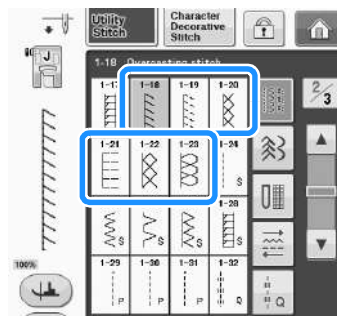 Utility
Stitch
Character
Decorative
Stitch
J
1-18 Overcasting stitch
1-17 1-18 1-19 1-20
2/3
1-21 1-22 1-23 1-24
S
1-28
S S S S
1-29 1-30 1-31 1-32
P P P Q
Q
100%